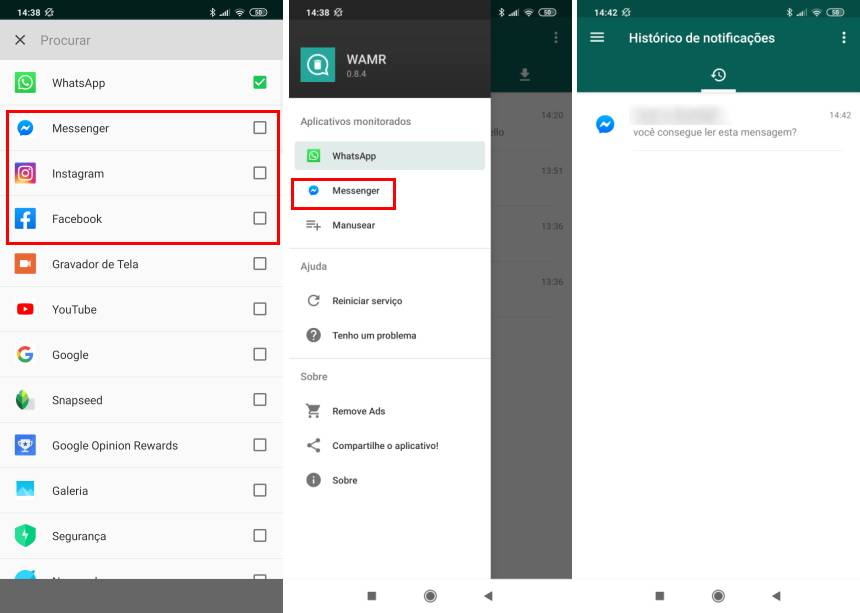 14:38
50
Procurar
WhatsApp
Messenger
Instagram
Facebook
Gravador de Tela
YouTube
Google
Snapseed
Google Opinion Rewards
Galeria
Segurança
14:38
50
WAMR
0.8.4
Aplicativos monitorados
WhatsApp
Messenger
Manusear
Ajuda
Reiniciar serviço
Tenho um problema
Sobre
Remove Ads
Compartilhe o aplicativo!
Sobre
14:20
13:51
13:36
13:36
14:42
50
Histórico de notificações
14:42
você consegue ler esta mensagem?